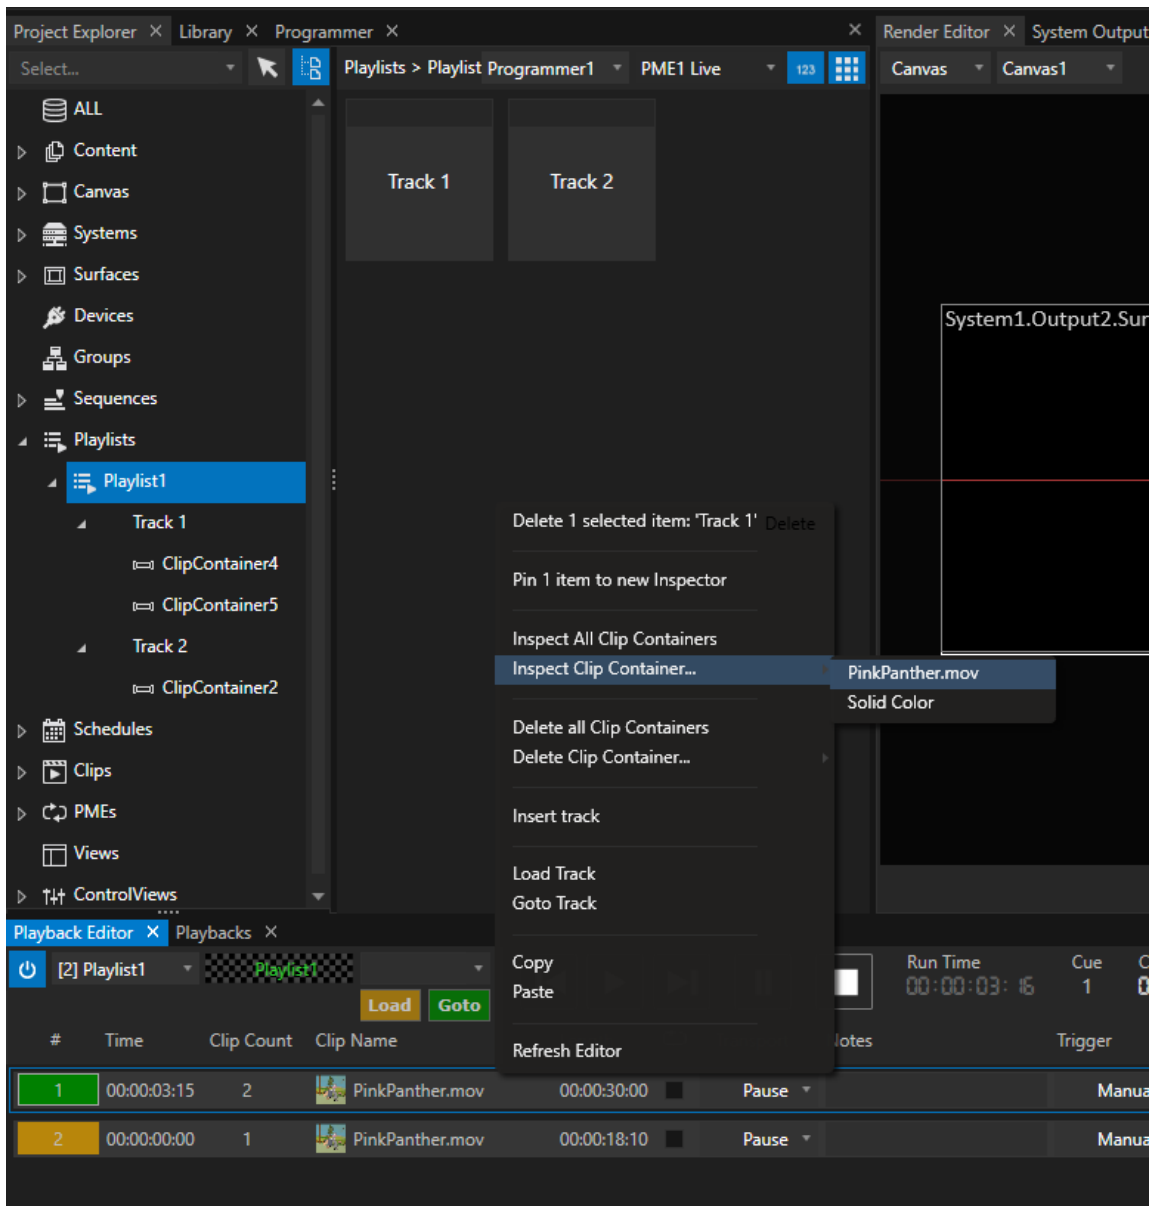 Project Explorer Library Programmer
Render Editor System Output
Select...
Playlists > Playlist Programmer1 PME1 Live 123
Canvas Canvas1
ALL
Content
Canvas
Systems
Surfaces
Devices
Groups
Sequences
Playlists
Playlist1
Track 1
ClipContainer4
ClipContainer5
Track 2
ClipContainer2
Schedules
Clips
PMEs
Views
ControlViews
Track 1 Track 2
System1.Output2.Sur
Delete 1 selected item: 'Track 1' Delete
Pin 1 item to new Inspector
Inspect All Clip Containers
Inspect Clip Container...
PinkPanther.mov
Solid Color
Delete all Clip Containers
Delete Clip Container...
Insert track
Load Track
Goto Track
Copy
Paste
Refresh Editor
Playback Editor Playbacks
[2] Playlist1 Playlist1
Load Goto
Run Time Cue
00:00:03:16 1
# Time Clip Count Clip Name Notes Trigger
1 00:00:03:15 2 PinkPanther.mov 00:00:30:00 Pause Manua
2 00:00:00:00 1 PinkPanther.mov 00:00:18:10 Pause Manua